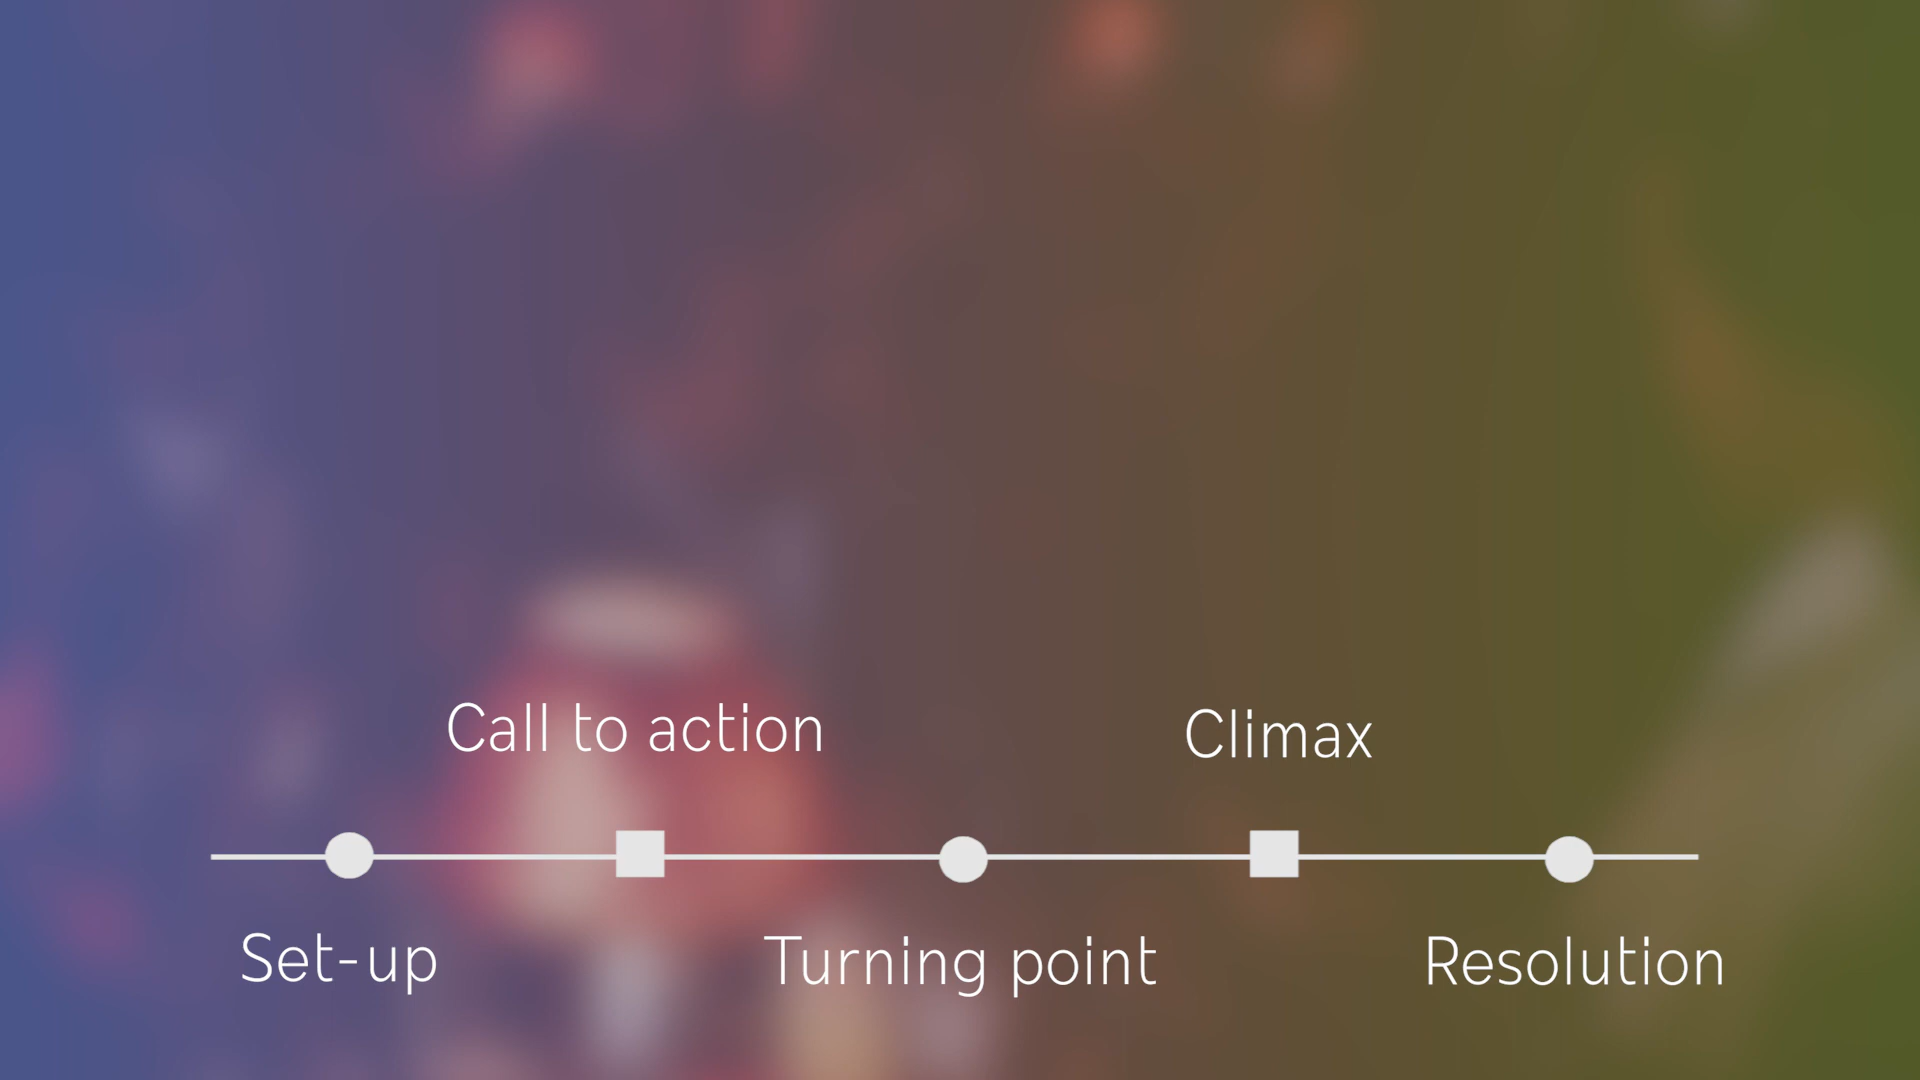 Call to action
Climax
Set-up
Turning point
Resolution